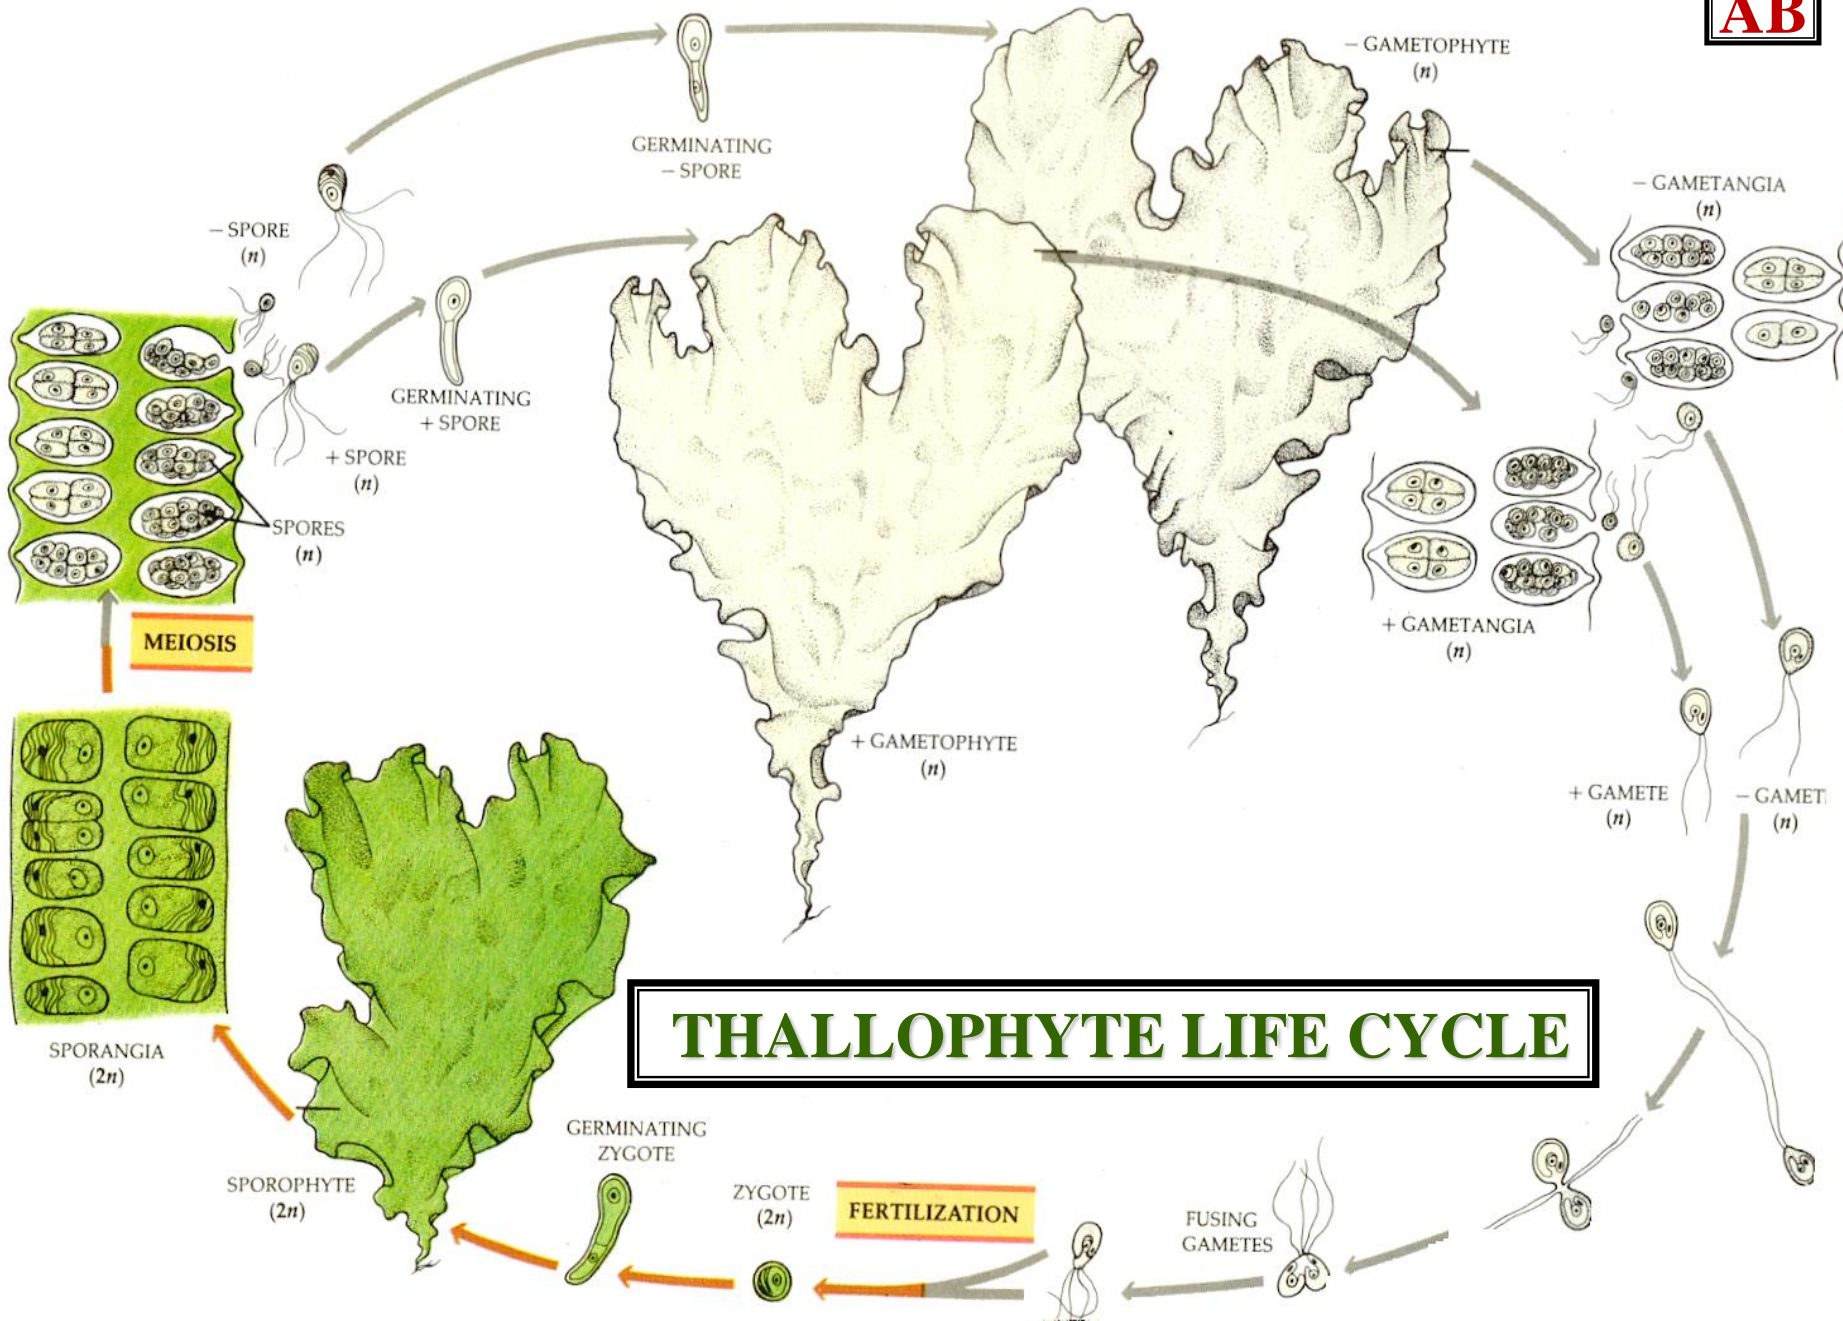 AB
− GAMETOPHYTE
(n)
GERMINATING
− SPORE
− GAMETANGIA
(n)
− SPORE
(n)
GERMINATING
+ SPORE
+ SPORE
(n)
SPORES
(n)
+ GAMETANGIA
(n)
MEIOSIS
+ GAMETOPHYTE
(n)
+ GAMETE
(n)
− GAMET
(n)
THALLOPHYTE LIFE CYCLE
SPORANGIA
(2n)
GERMINATING
ZYGOTE
SPOROPHYTE
(2n)
ZYGOTE
(2n)
FERTILIZATION
FUSING
GAMETES